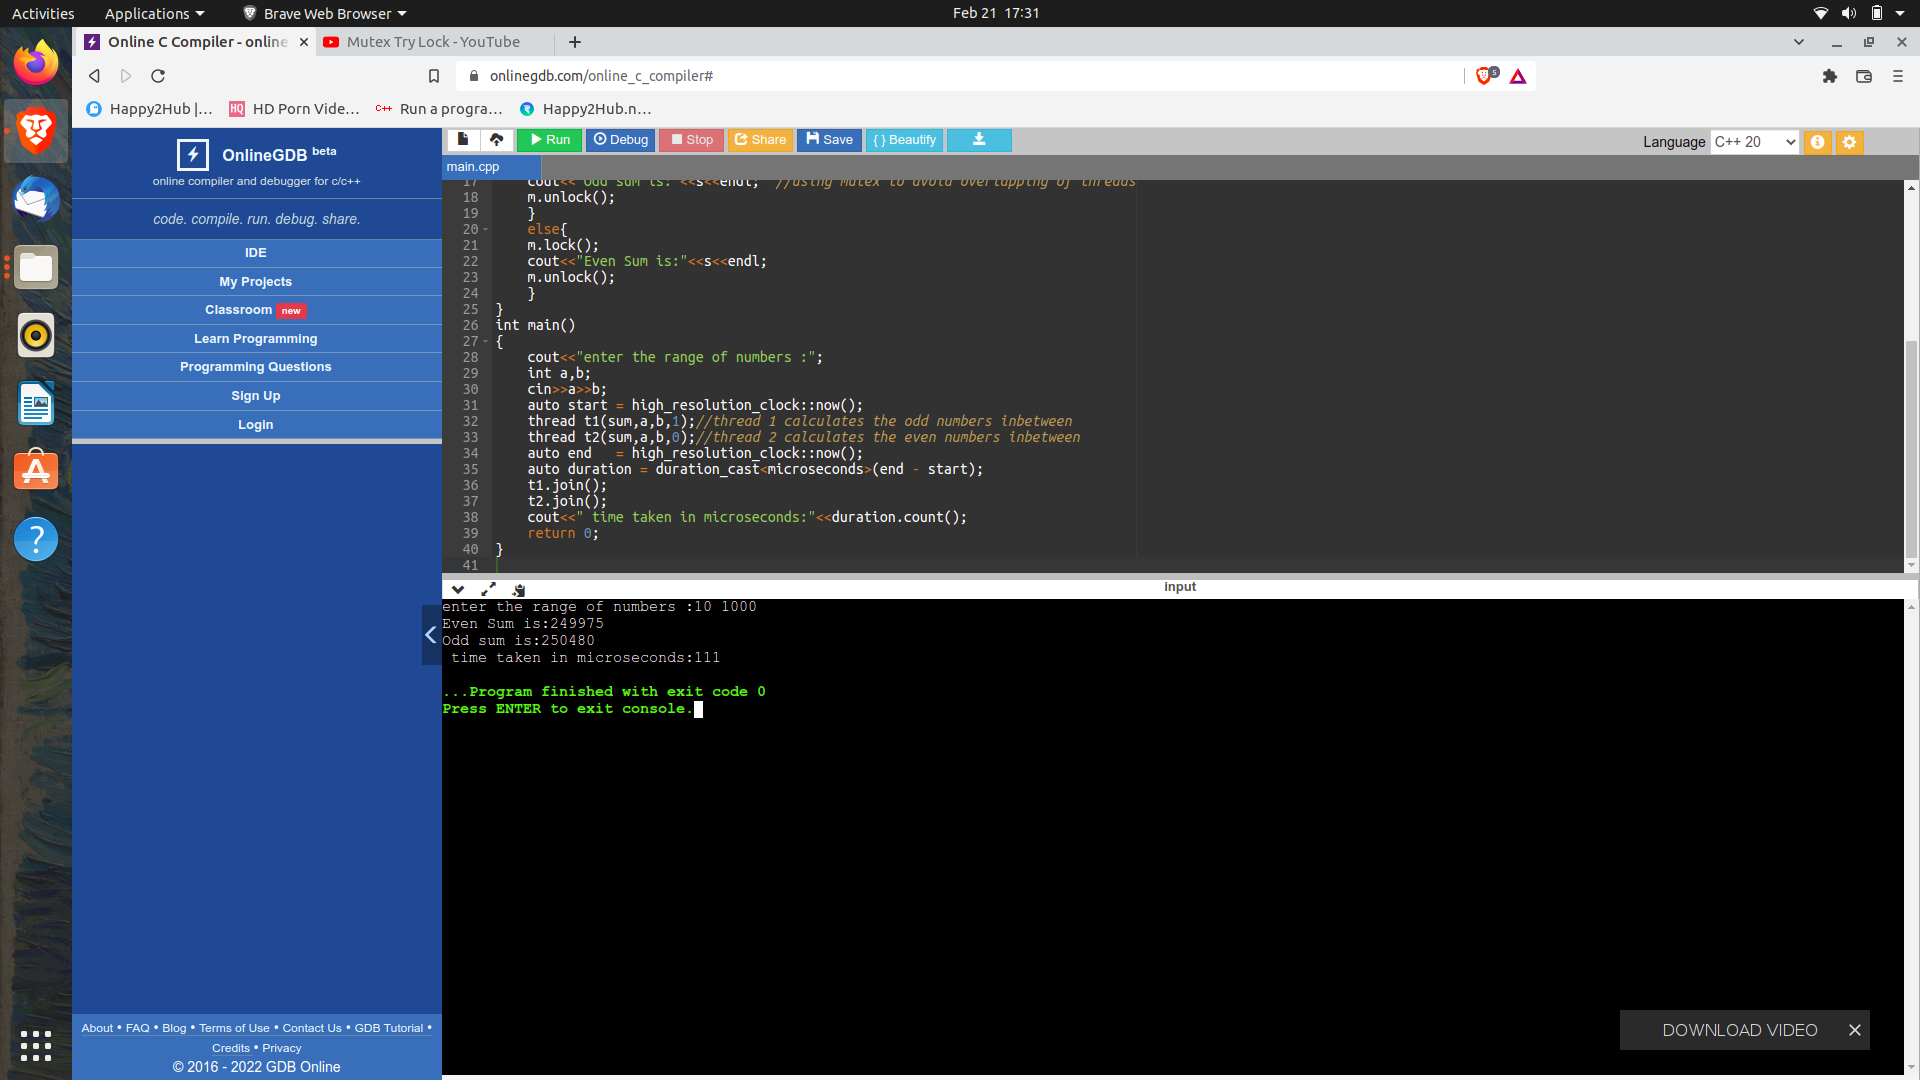 Activities Applications Brave Web Browser Feb 21 17:31
Online C Compiler - online Mutex Try Lock - YouTube
onlinegdb.com/online_c_compiler# 5
Happy2Hub |... HQ HD Porn Vide... C++ Run a progra... Happy2Hub.n...
OnlineGDB beta
online compiler and debugger for c/c++
code. compile. run. debug. share.
IDE
My Projects
Classroom new
Learn Programming
Programming Questions
Sign Up
Login
About • FAQ • Blog • Terms of Use • Contact Us • GDB Tutorial •
Credits • Privacy
© 2016 - 2022 GDB Online
Run Debug Stop Share Save { } Beautify Language C++ 20
main.cpp
17 cout<<"Odd sum is:"<<s<<endl; //using mutex to avoid overlapping of threads
18 m.unlock();
19 }
20 else{
21 m.lock();
22 cout<<"Even Sum is:"<<s<<endl;
23 m.unlock();
24 }
25 }
26 int main()
27 {
28 cout<<"enter the range of numbers :";
29 int a,b;
30 cin>>a>>b;
31 auto start = high_resolution_clock::now();
32 thread t1(sum,a,b,1);//thread 1 calculates the odd numbers inbetween
33 thread t2(sum,a,b,0);//thread 2 calculates the even numbers inbetween
34 auto end   = high_resolution_clock::now();
35 auto duration = duration_cast<microseconds>(end - start);
36 t1.join();
37 t2.join();
38 cout<<" time taken in microseconds:"<<duration.count();
39 return 0;
40 }
41
input
enter the range of numbers :10 1000
Even Sum is:249975
Odd sum is:250480
time taken in microseconds:111
...Program finished with exit code 0
Press ENTER to exit console.
DOWNLOAD VIDEO